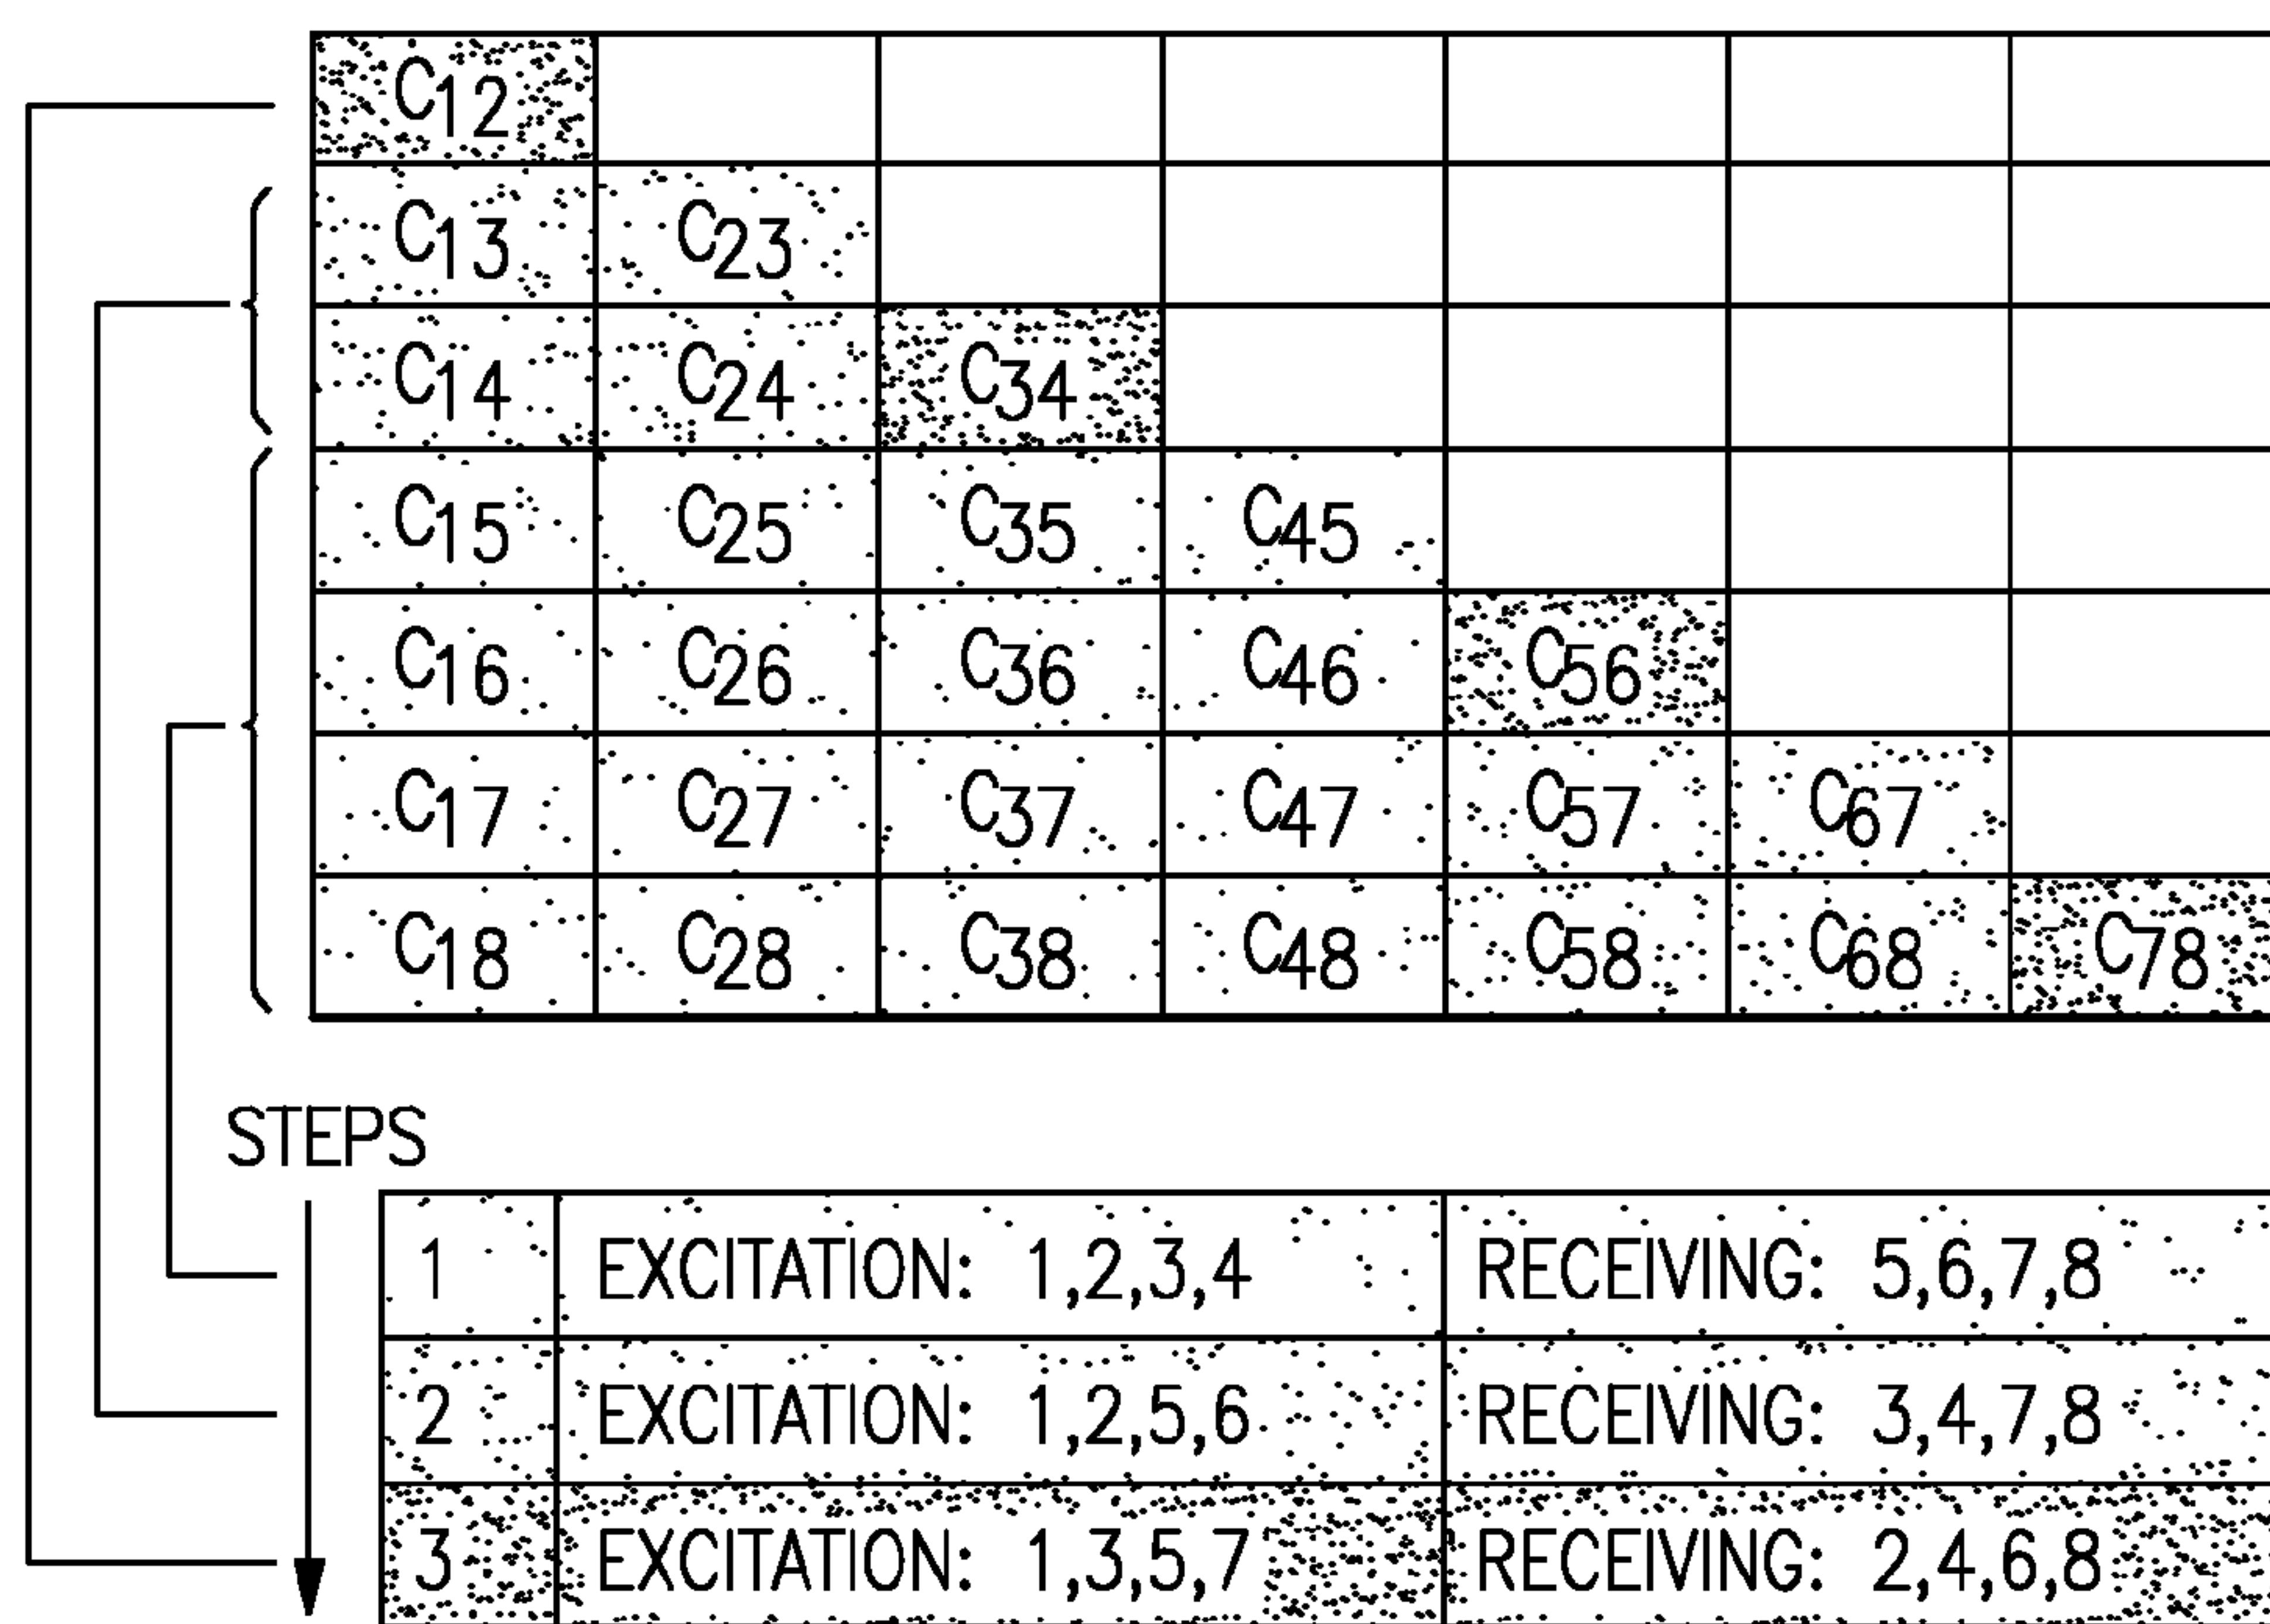 C12
C13 C23
C14 C24 C34
C15 C25 C35 C45
C16 C26 C36 C46 C56
C17 C27 C37 C47 C57 C67
C18 C28 C38 C48 C58 C68 C78
STEPS
1 EXCITATION: 1,2,3,4 RECEIVING: 5,6,7,8
2 EXCITATION: 1,2,5,6 RECEIVING: 3,4,7,8
3 EXCITATION: 1,3,5,7 RECEIVING: 2,4,6,8